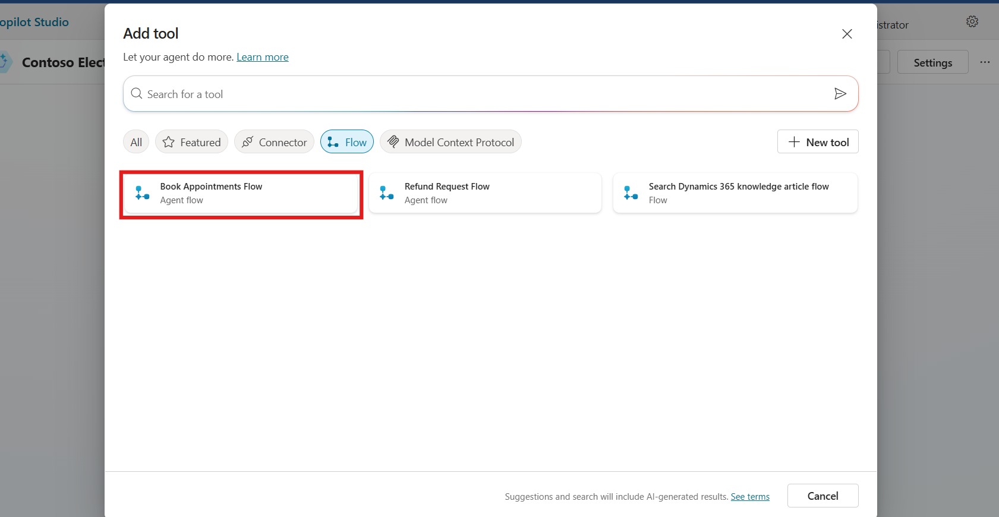 opilot Studio
istrator
Contoso Elect
Settings
Add tool
Let your agent do more. Learn more
Search for a tool
All
Featured
Connector
Flow
Model Context Protocol
New tool
Book Appointments Flow
Agent flow
Refund Request Flow
Agent flow
Search Dynamics 365 knowledge article flow
Flow
Suggestions and search will include AI-generated results. See terms
Cancel